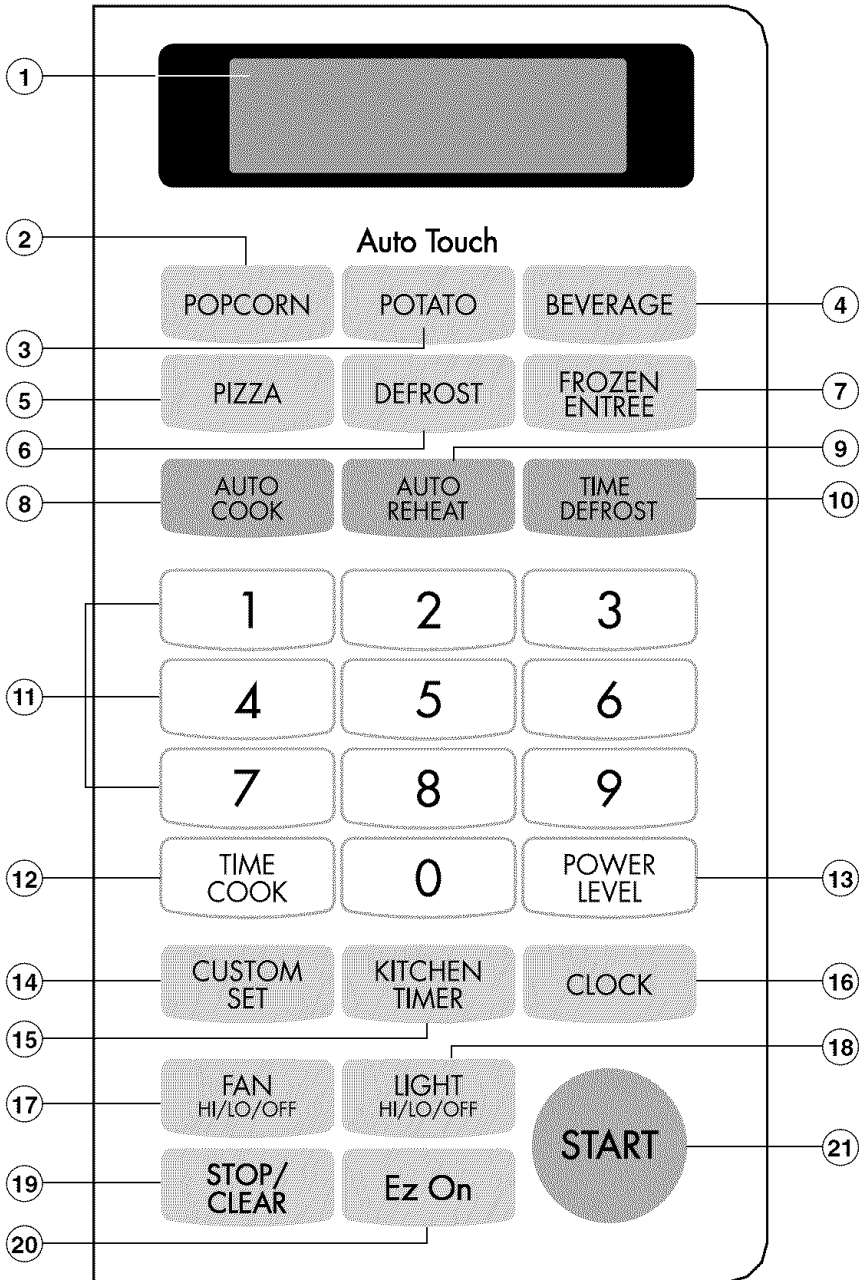 1
2
Auto Touch
POPCORN
POTATO
BEVERAGE
4
3
5
PIZZA
DEFROST
FROZEN
ENTREE
7
6
9
8
AUTO
COOK
AUTO
REHEAT
TIME
DEFROST
10
1
2
3
11
4
5
6
7
8
9
12
TIME
COOK
0
POWER
LEVEL
13
14
CUSTOM
SET
KITCHEN
TIMER
CLOCK
16
15
18
17
FAN
HI/LO/OFF
LIGHT
HI/LO/OFF
START
21
19
STOP/
CLEAR
Ez On
20